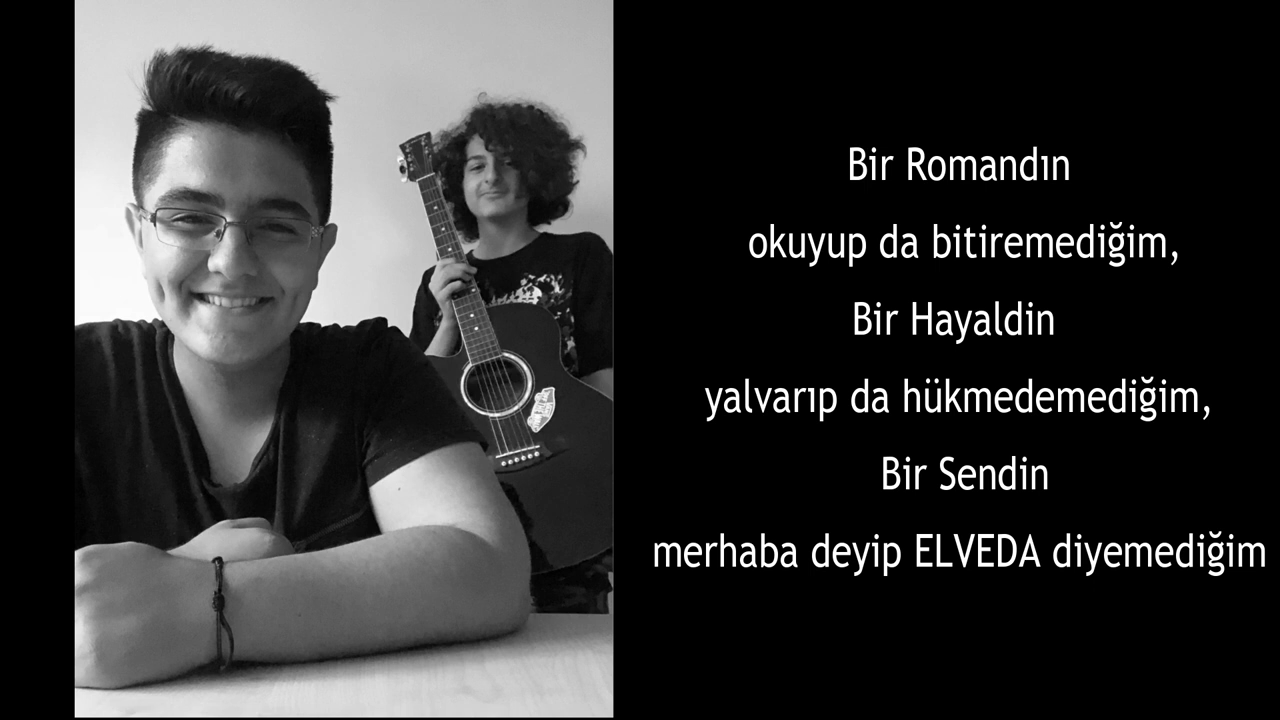 Bir Romandın
okuyup da bitiremediğim,
Bir Hayaldin
yalvarıp da hükmedemediğim,
Bir Sendin
merhaba deyip ELVEDA diyemediğim